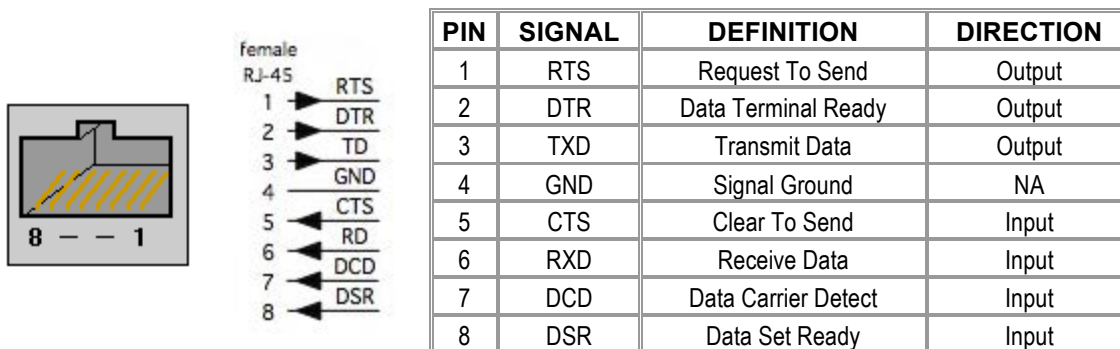 8 – – 1
female
RJ-45
1 RTS
2 DTR
3 TD
4 GND
5 CTS
6 RD
7 DCD
8 DSR
PIN SIGNAL DEFINITION DIRECTION
1 RTS Request To Send Output
2 DTR Data Terminal Ready Output
3 TXD Transmit Data Output
4 GND Signal Ground NA
5 CTS Clear To Send Input
6 RXD Receive Data Input
7 DCD Data Carrier Detect Input
8 DSR Data Set Ready Input